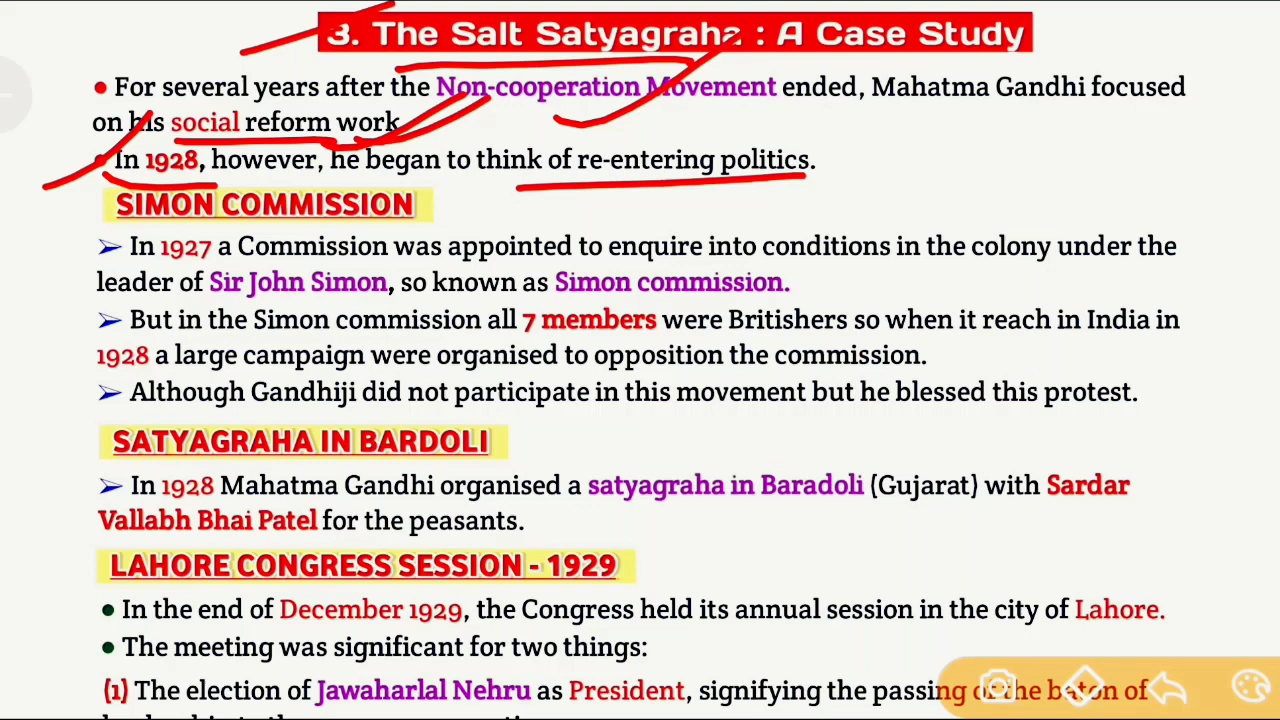 3. The Salt Satyagraha : A Case Study
• For several years after the Non-cooperation Movement ended, Mahatma Gandhi focused
on his social reform work
• In 1928, however, he began to think of re-entering politics.
SIMON COMMISSION
➢ In 1927 a Commission was appointed to enquire into conditions in the colony under the
leader of Sir John Simon, so known as Simon commission.
➢ But in the Simon commission all 7 members were Britishers so when it reach in India in
1928 a large campaign were organised to opposition the commission.
➢ Although Gandhiji did not participate in this movement but he blessed this protest.
SATYAGRAHA IN BARDOLI
➢ In 1928 Mahatma Gandhi organised a satyagraha in Baradoli (Gujarat) with Sardar
Vallabh Bhai Patel for the peasants.
LAHORE CONGRESS SESSION - 1929
• In the end of December 1929, the Congress held its annual session in the city of Lahore.
• The meeting was significant for two things:
(1) The election of Jawaharlal Nehru as President, signifying the passing of the baton of